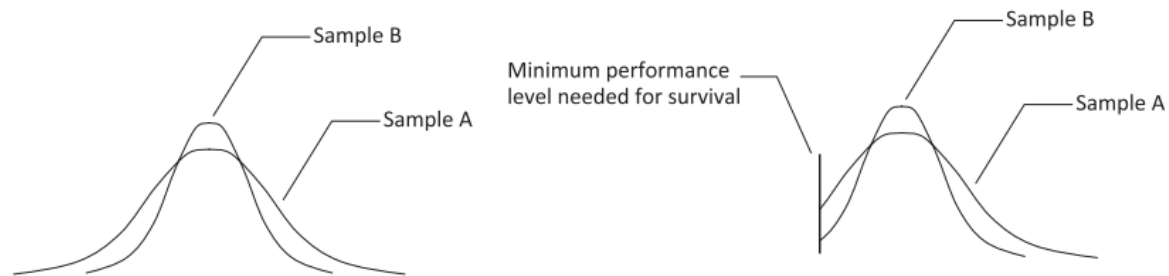 Sample B
Sample A
Sample B
Minimum performance
level needed for survival
Sample A